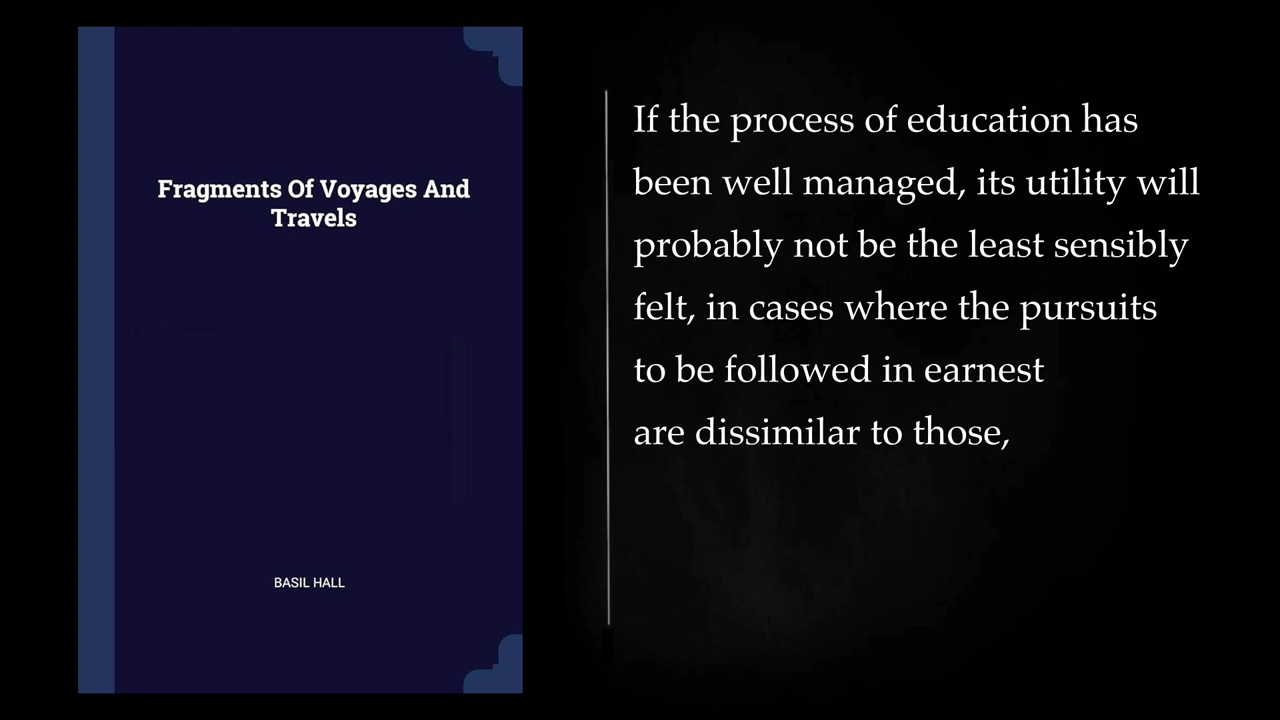 Fragments Of Voyages And
Travels
BASIL HALL
If the process of education has
been well managed, its utility will
probably not be the least sensibly
felt, in cases where the pursuits
to be followed in earnest
are dissimilar to those,